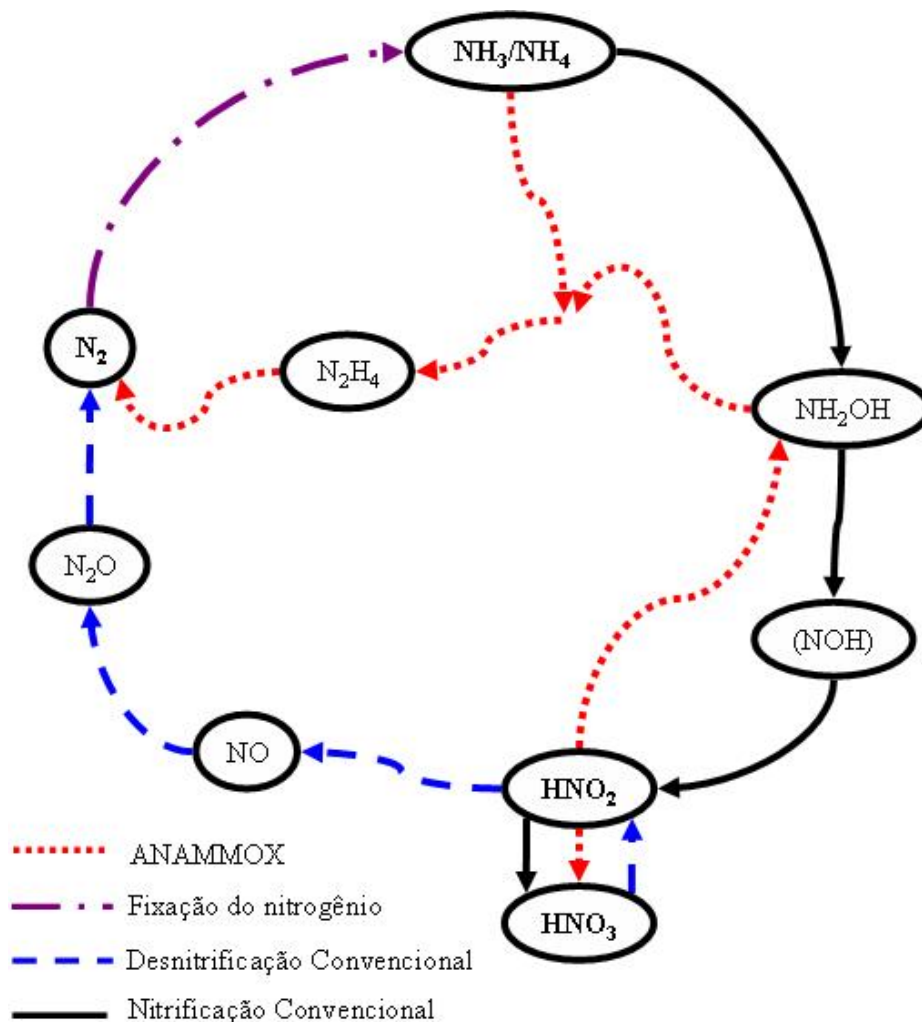 NH₃/NH₄
N₂
N₂H₄
NH₂OH
N₂O
(NOH)
NO
HNO₂
HNO₃
ANAMMOX
Fixação do nitrogênio
Desnitrificação Convencional
Nitrificação Convencional